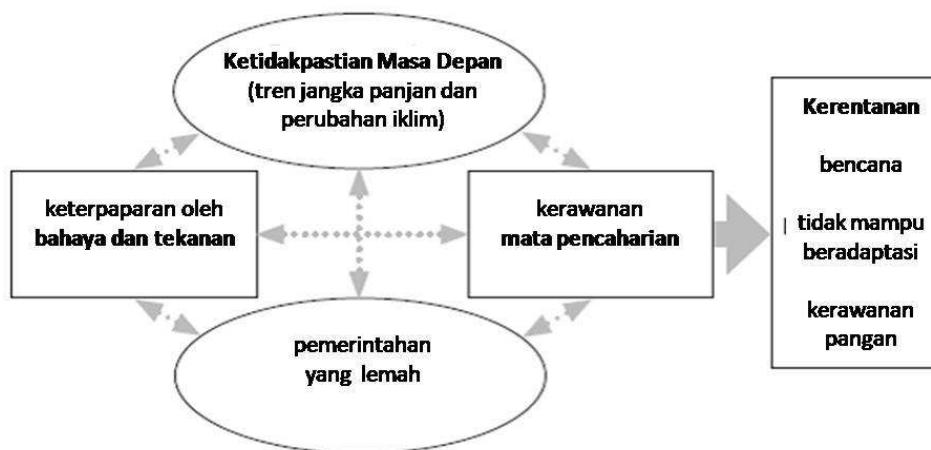 Ketidakpastian Masa Depan
(tren jangka panjan dan
perubahan iklim)
keterpaparan oleh
bahaya dan tekanan
kerawanan
mata pencaharian
pemerintahan
yang lemah
Kerentanan
bencana
tidak mampu
beradaptasi
kerawanan
pangan